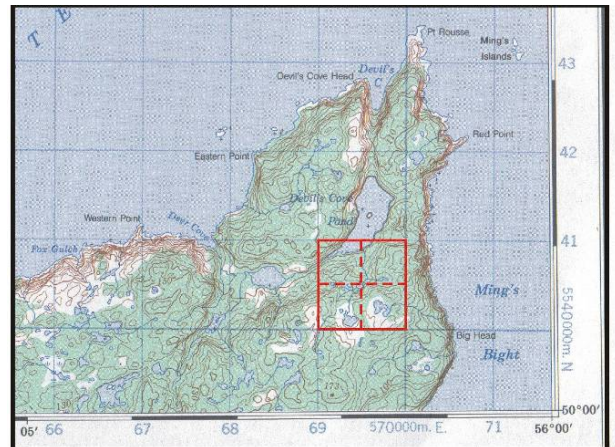 T E
Pt Rousse
Ming's
Islands
43
Devil's
C
Devil's Cove Head
Red Point
42
Eastern Point
Devil's Cove
Pond
Western Point
Deer Cove
41
Fox Gulch
Ming's
Big Head
Bight
5540000m. N
173
50°00'
05' 66 67 68 69 570000m. E. 71 56°00'